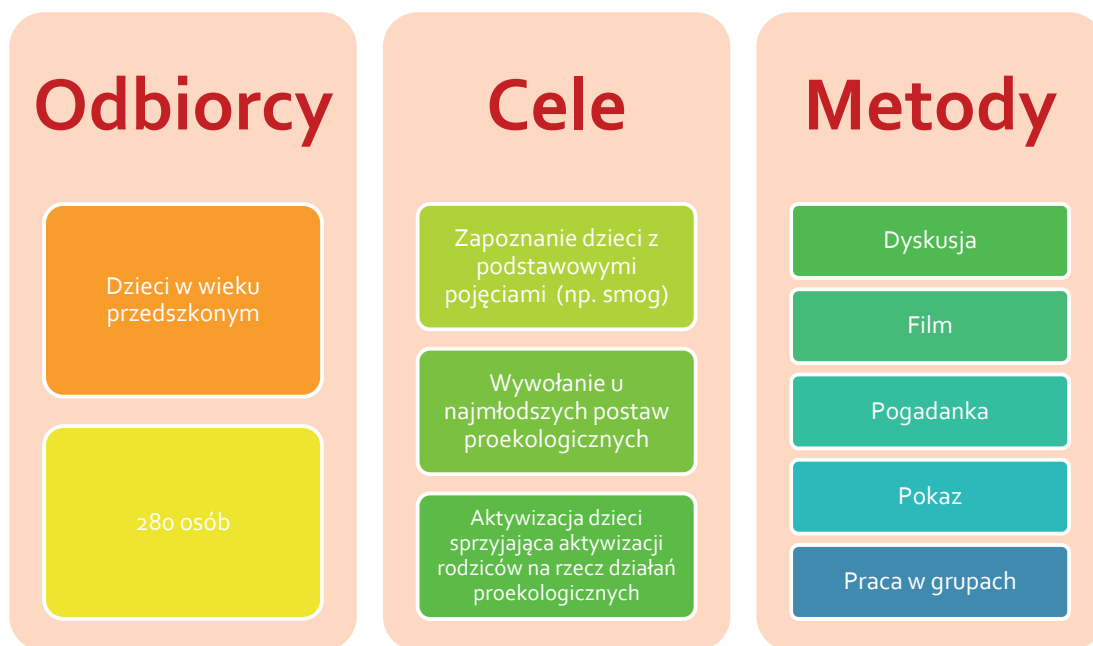 Odbiorcy
Dzieci w wieku
przedszkonym
280 osób
Cele
Zapoznanie dzieci z
podstawowymi
pojęciami (np. smog)
Wywołanie u
najmłodszych postaw
proekologicznych
Aktywizacja dzieci
sprzyjająca aktywizacji
rodziców na rzecz działań
proekologicznych
Metody
Dyskusja
Film
Pogadanka
Pokaz
Praca w grupach